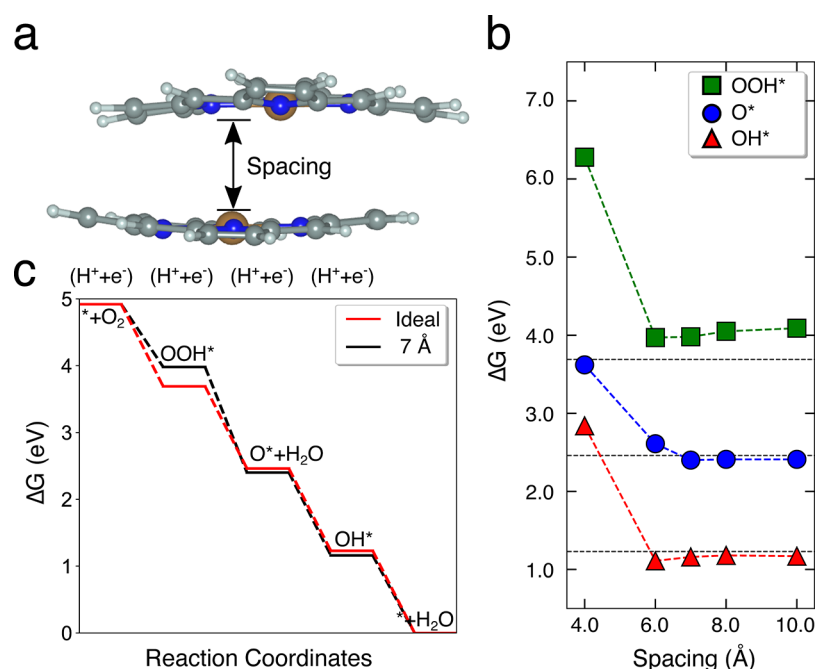 a
Spacing
b
ΔG (eV)
7.0
6.0
5.0
4.0
3.0
2.0
1.0
OOH*
O*
OH*
4.0 6.0 8.0 10.0
Spacing (Å)
c
(H⁺+e⁻) (H⁺+e⁻) (H⁺+e⁻) (H⁺+e⁻)
ΔG (eV)
5
4
3
2
1
0
Ideal
7 Å
*+O₂
OOH*
O*+H₂O
OH*
*+H₂O
Reaction Coordinates